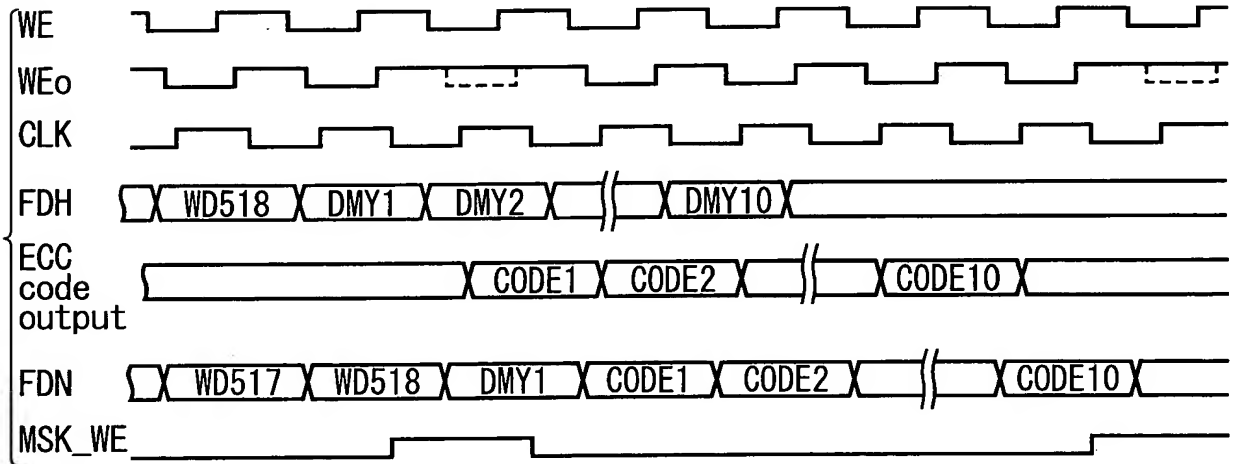 WE
WEo
CLK
FDH WD518 DMY1 DMY2 DMY10
ECC
code
output CODE1 CODE2 CODE10
FDN WD517 WD518 DMY1 CODE1 CODE2 CODE10
MSK_WE